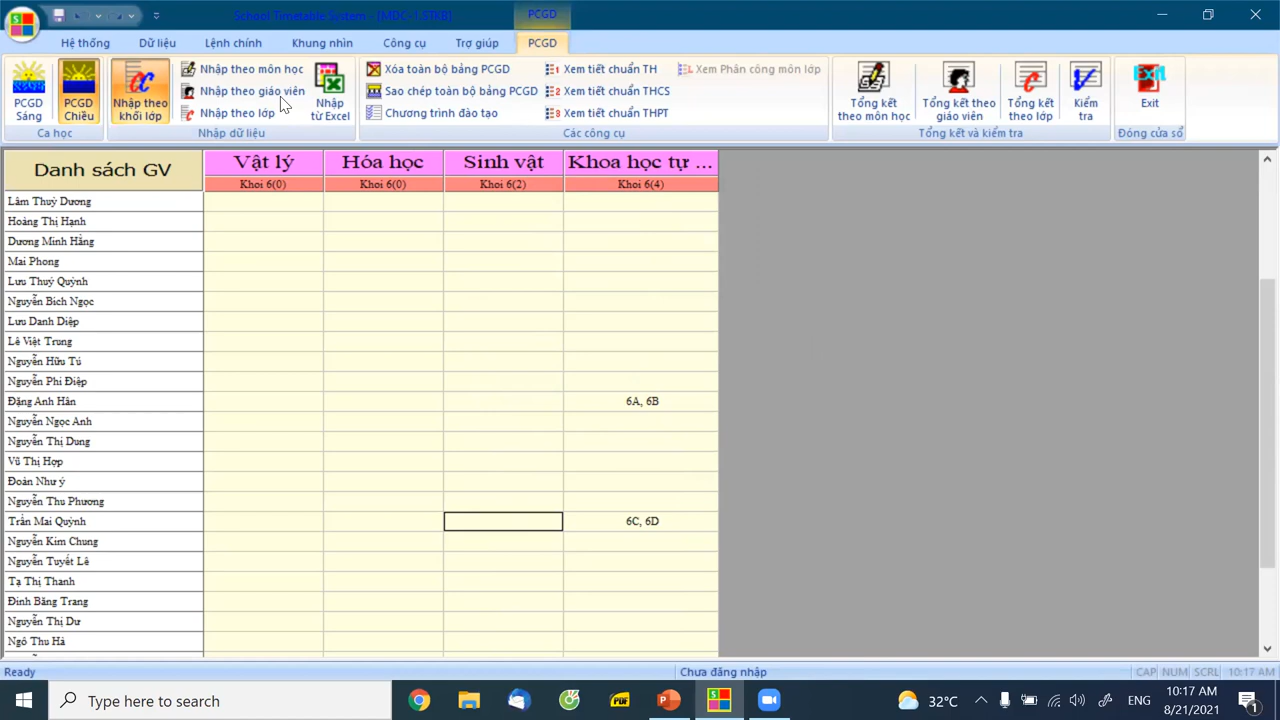 School Timetable System - [MDC-1.STKB]
PCGD
Hệ thống
Dữ liệu
Lệnh chính
Khung nhìn
Công cụ
Trợ giúp
PCGD
PCGD Sáng
PCGD Chiều
Ca học
Nhập theo khối lớp
Nhập theo môn học
Nhập theo giáo viên
Nhập theo lớp
Nhập từ Excel
Nhập dữ liệu
Xóa toàn bộ bảng PCGD
Sao chép toàn bộ bảng PCGD
Chương trình đào tạo
Xem tiết chuẩn TH
Xem tiết chuẩn THCS
Xem tiết chuẩn THPT
Xem Phân công môn lớp
Các công cụ
Tổng kết theo môn học
Tổng kết theo giáo viên
Tổng kết theo lớp
Kiểm tra
Tổng kết và kiểm tra
Exit
Đóng cửa sổ
Danh sách GV
Vật lý
Hóa học
Sinh vật
Khoa học tự ...
Khoi 6(0)
Khoi 6(0)
Khoi 6(2)
Khoi 6(4)
Lâm Thuỳ Dương
Hoàng Thị Hạnh
Dương Minh Hằng
Mai Phong
Lưu Thuý Quỳnh
Nguyễn Bích Ngọc
Lưu Danh Diệp
Lê Việt Trung
Nguyễn Hữu Tú
Nguyễn Phi Điệp
Đặng Anh Hân 6A, 6B
Nguyễn Ngọc Anh
Nguyễn Thị Dung
Vũ Thị Hợp
Đoàn Như ý
Nguyễn Thu Phương
Trần Mai Quỳnh 6C, 6D
Nguyễn Kim Chung
Nguyễn Tuyết Lê
Tạ Thị Thanh
Đinh Băng Trang
Nguyễn Thị Dư
Ngô Thu Hà
Ready
Chưa đăng nhập
CAP NUM SCRL 10:17 AM
Type here to search
32°C
ENG
10:17 AM
8/21/2021